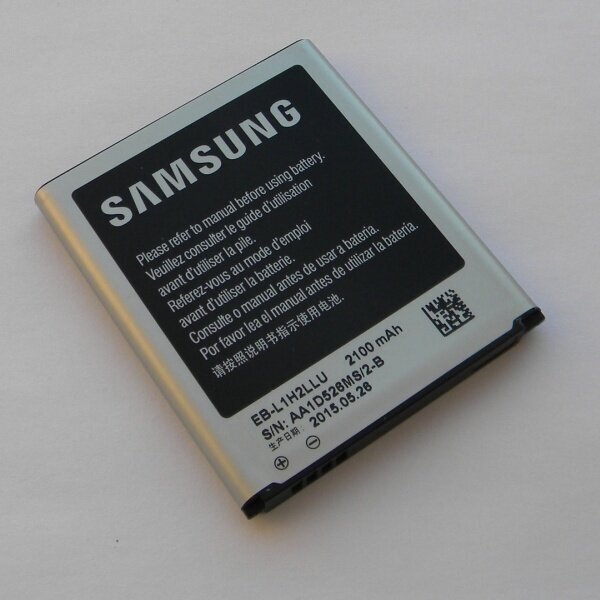 SAMSUNG
Please refer to manual before using battery.
Veuillez consulter le guide d'utilisation
avant d'utiliser la pile.
Referez-vous au mode d'emploi
avant d'utiliser la batterie.
Consulte o manual antes de usar a bateria.
Por favor lea el manual antes de utilizar la batería.
请按照说明书指示使用电池.
EB-L1H2LLU 2100 mAh
S/N: AA1D526MS/2-B
生产日期: 2015.05.26
+ -